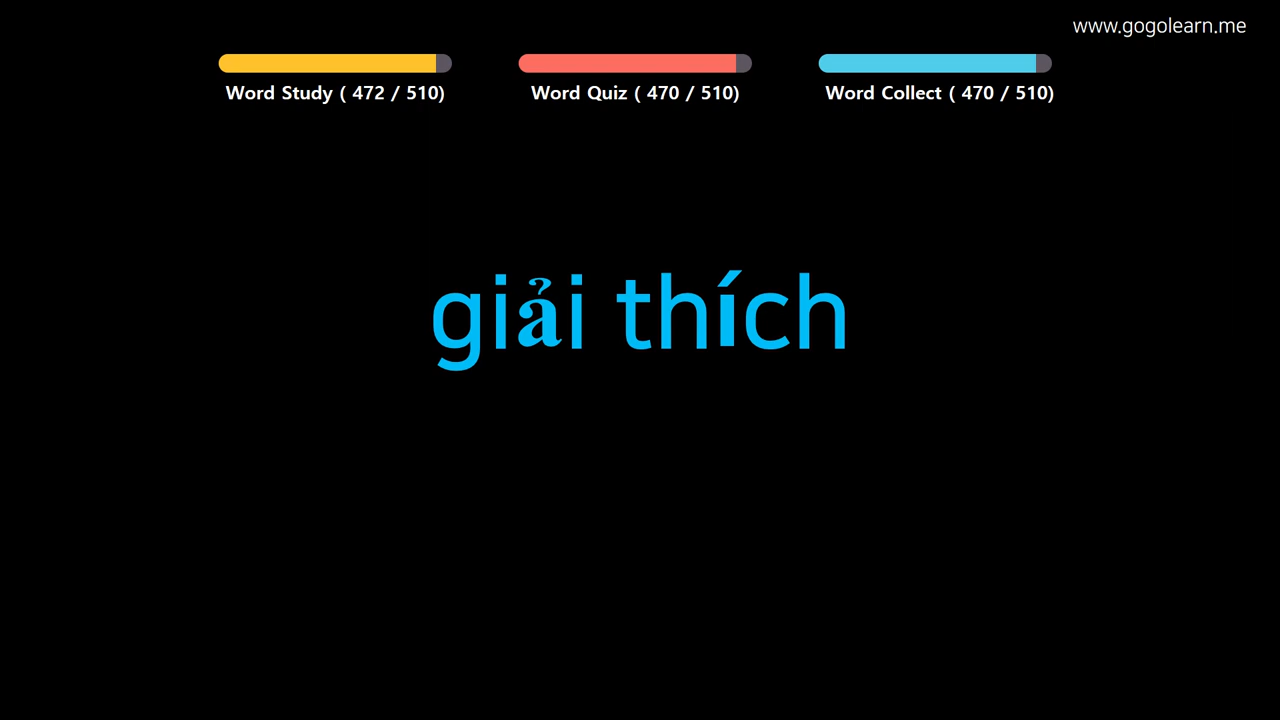 www.gogolearn.me
Word Study ( 472 / 510)
Word Quiz ( 470 / 510)
Word Collect ( 470 / 510)
giải thích